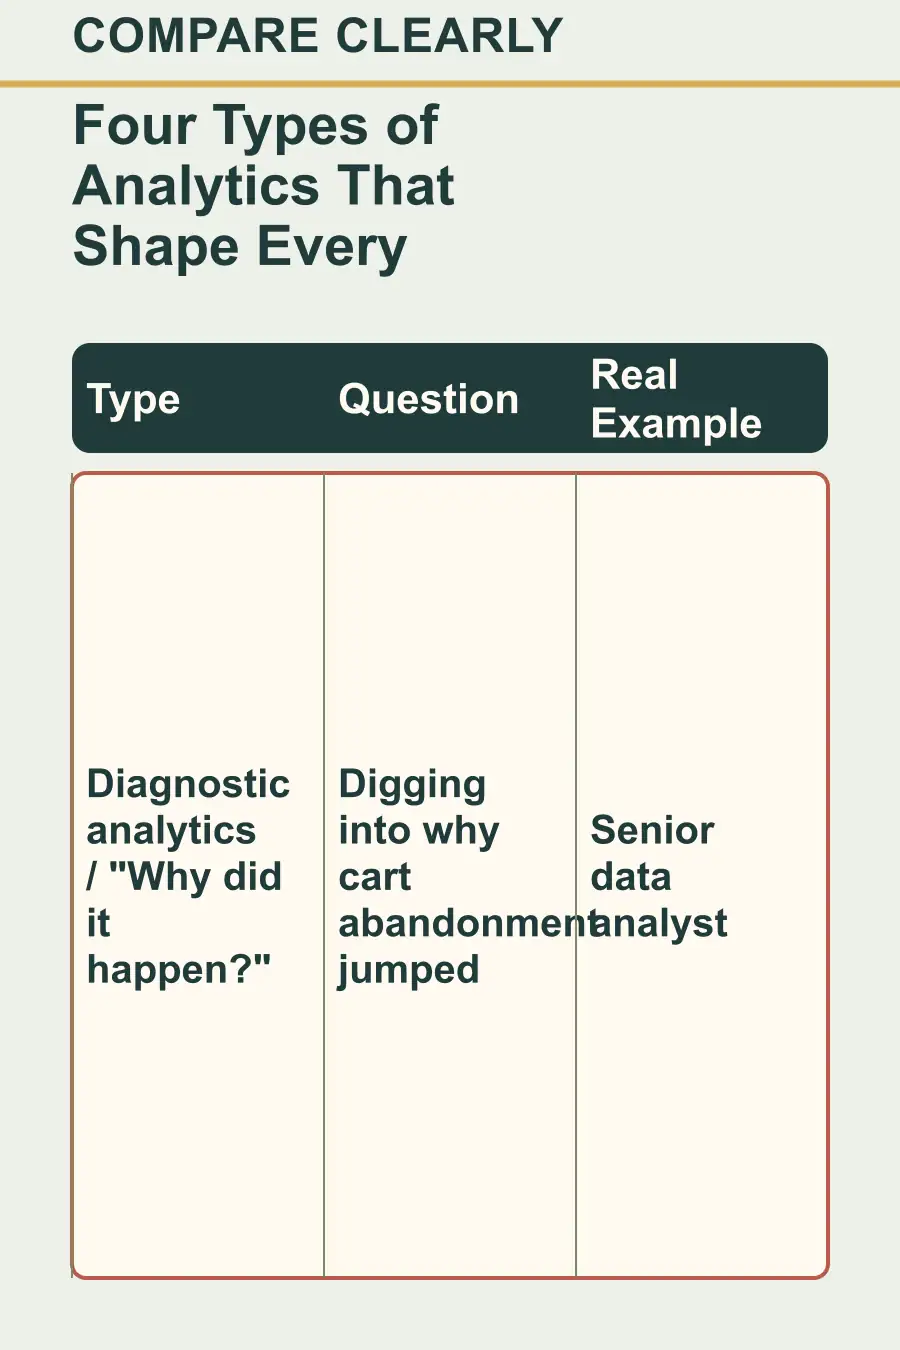 COMPARE CLEARLY
Four Types of
Analytics That
Shape Every
Type
Question
Real
Example
Diagnostic
analytics
/ "Why did
it
happen?"
Digging
into why
cart
abandonment
jumped
Senior
data
analyst